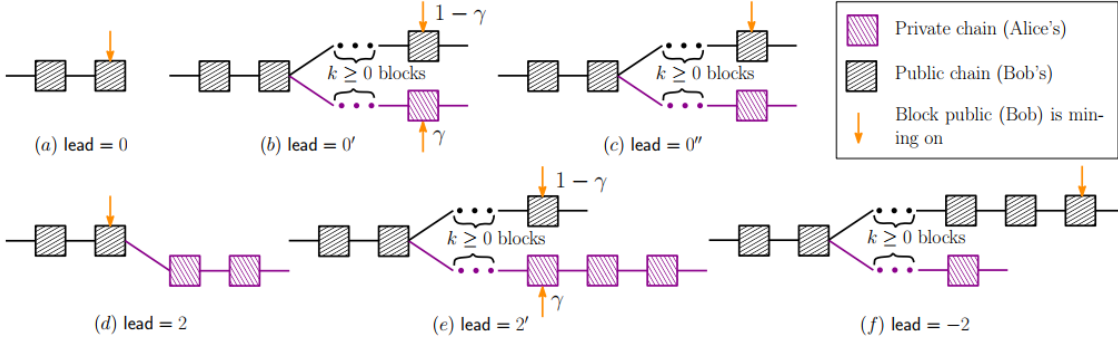 1 − γ
k ≥ 0 blocks
γ
(a) lead = 0
(b) lead = 0′
k ≥ 0 blocks
(c) lead = 0″
Private chain (Alice's)
Public chain (Bob's)
Block public (Bob) is min-
ing on
(d) lead = 2
1 − γ
k ≥ 0 blocks
γ
(e) lead = 2′
k ≥ 0 blocks
(f) lead = −2